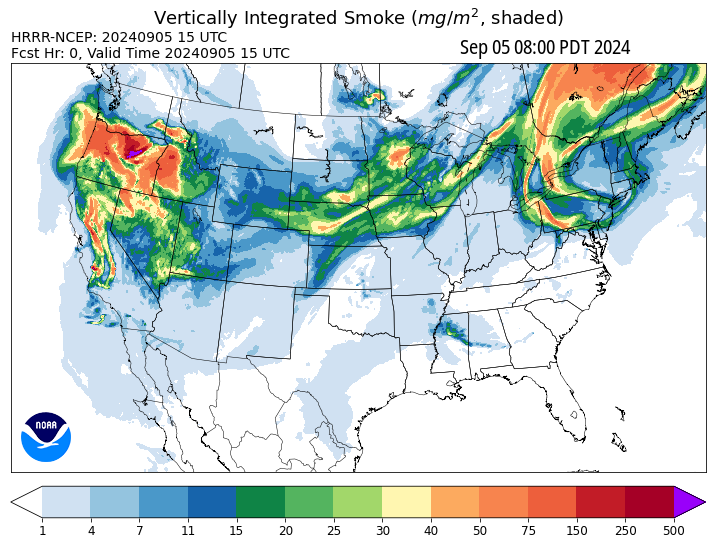 Vertically Integrated Smoke (mg/m², shaded)
HRRR-NCEP: 20240905 15 UTC
Fcst Hr: 0, Valid Time 20240905 15 UTC
Sep 05 08:00 PDT 2024
NOAA
1 4 7 11 15 20 25 30 40 50 75 150 250 500